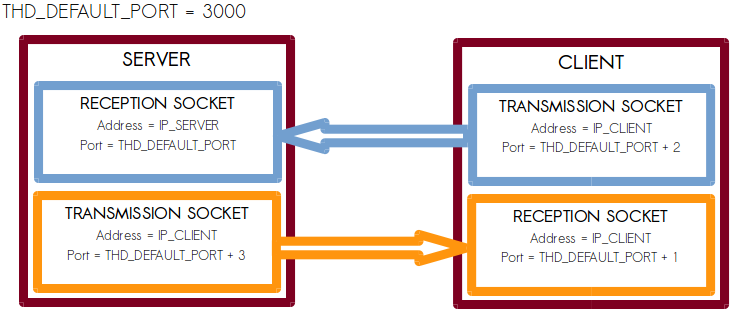 THD_DEFAULT_PORT = 3000
SERVER
RECEPTION SOCKET
Address = IP_SERVER
Port = THD_DEFAULT_PORT
TRANSMISSION SOCKET
Address = IP_CLIENT
Port = THD_DEFAULT_PORT + 3
CLIENT
TRANSMISSION SOCKET
Address = IP_CLIENT
Port = THD_DEFAULT_PORT + 2
RECEPTION SOCKET
Address = IP_CLIENT
Port = THD_DEFAULT_PORT + 1